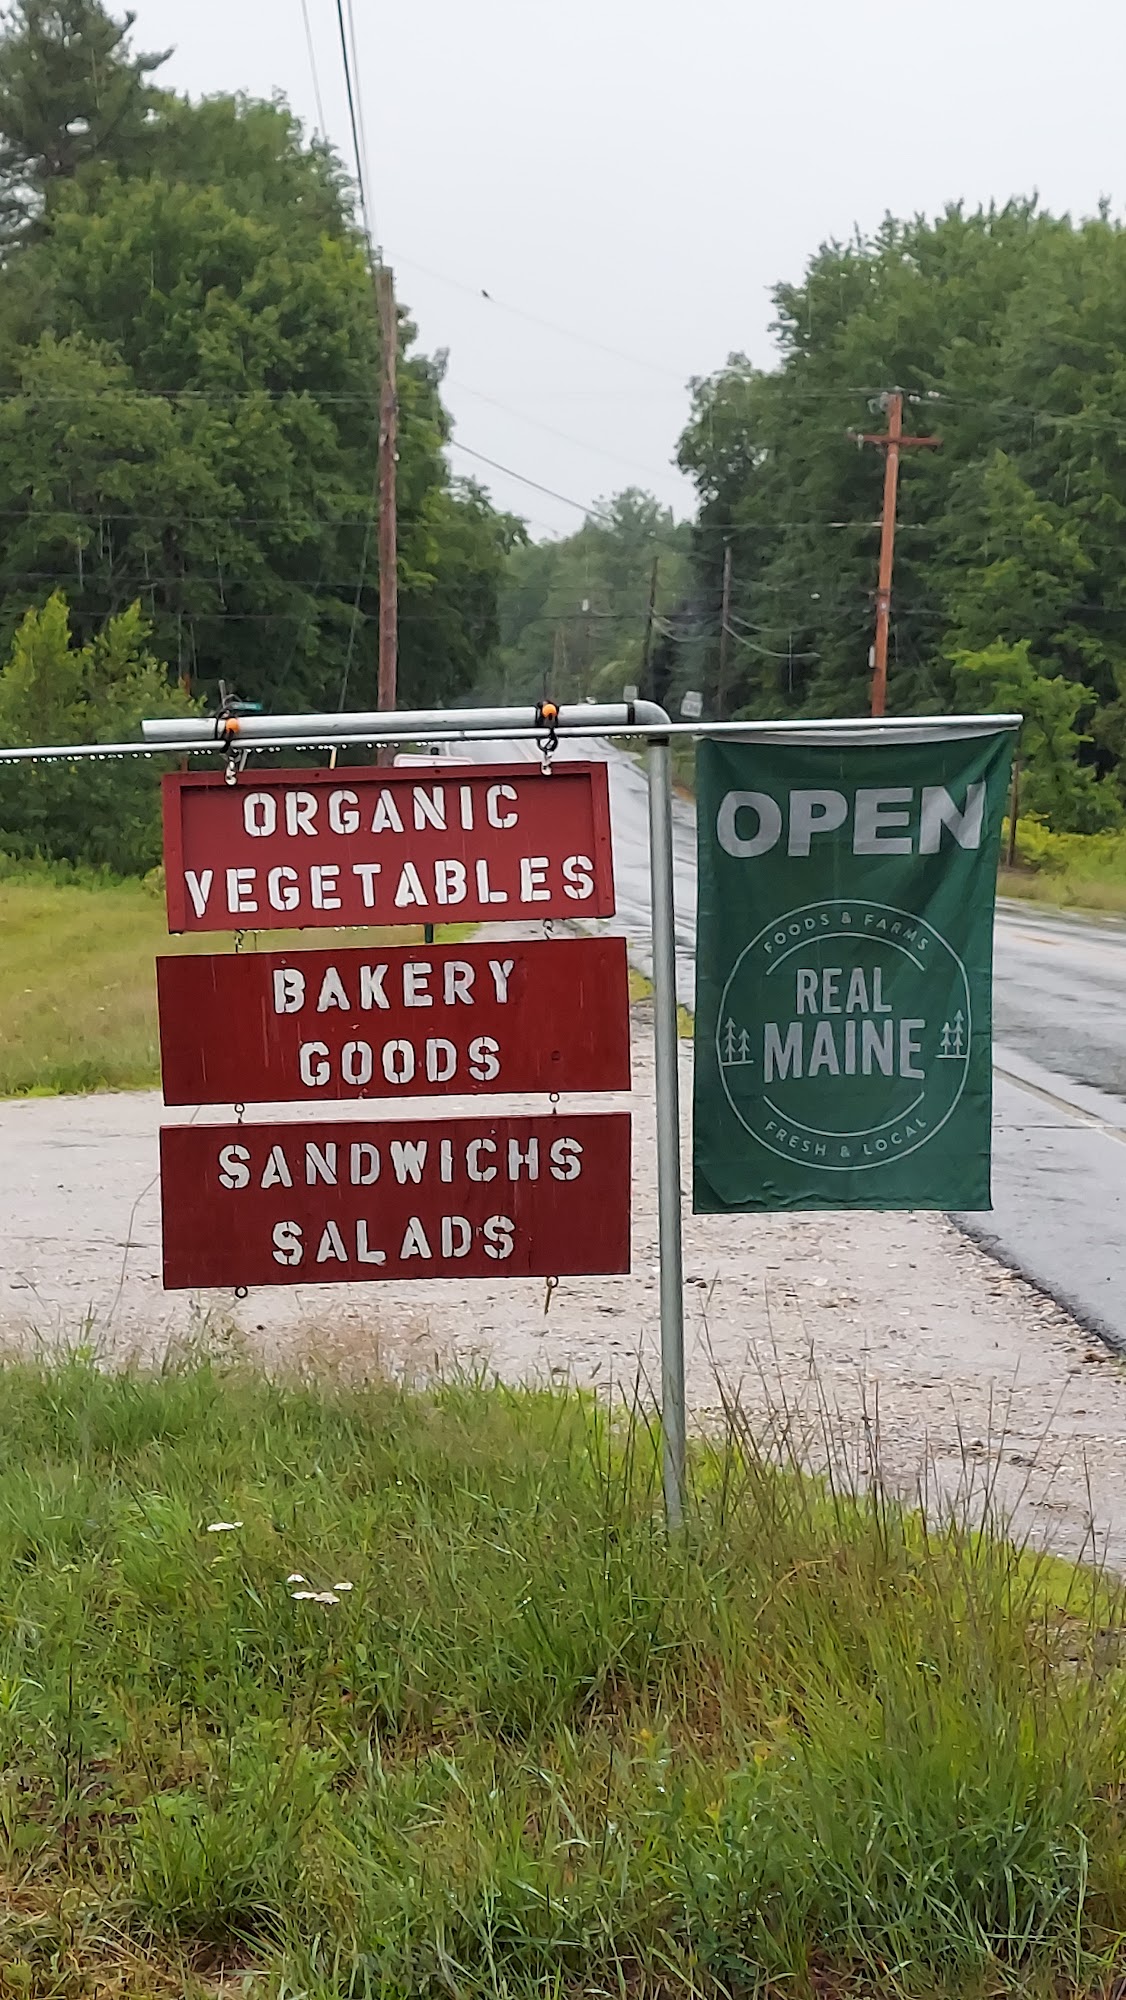 ORGANIC
VEGETABLES
BAKERY
GOODS
SANDWICHS
SALADS
OPEN
FOODS & FARMS
REAL
MAINE
FRESH & LOCAL